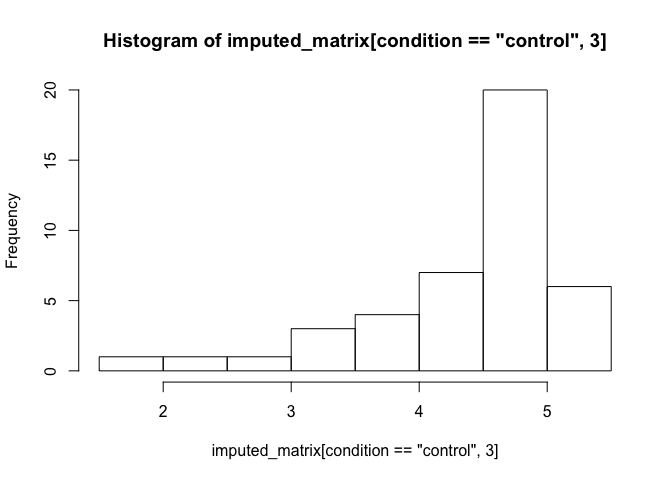 Histogram of imputed_matrix[condition == "control", 3]
Frequency
20
15
10
5
0
2 3 4 5
imputed_matrix[condition == "control", 3]